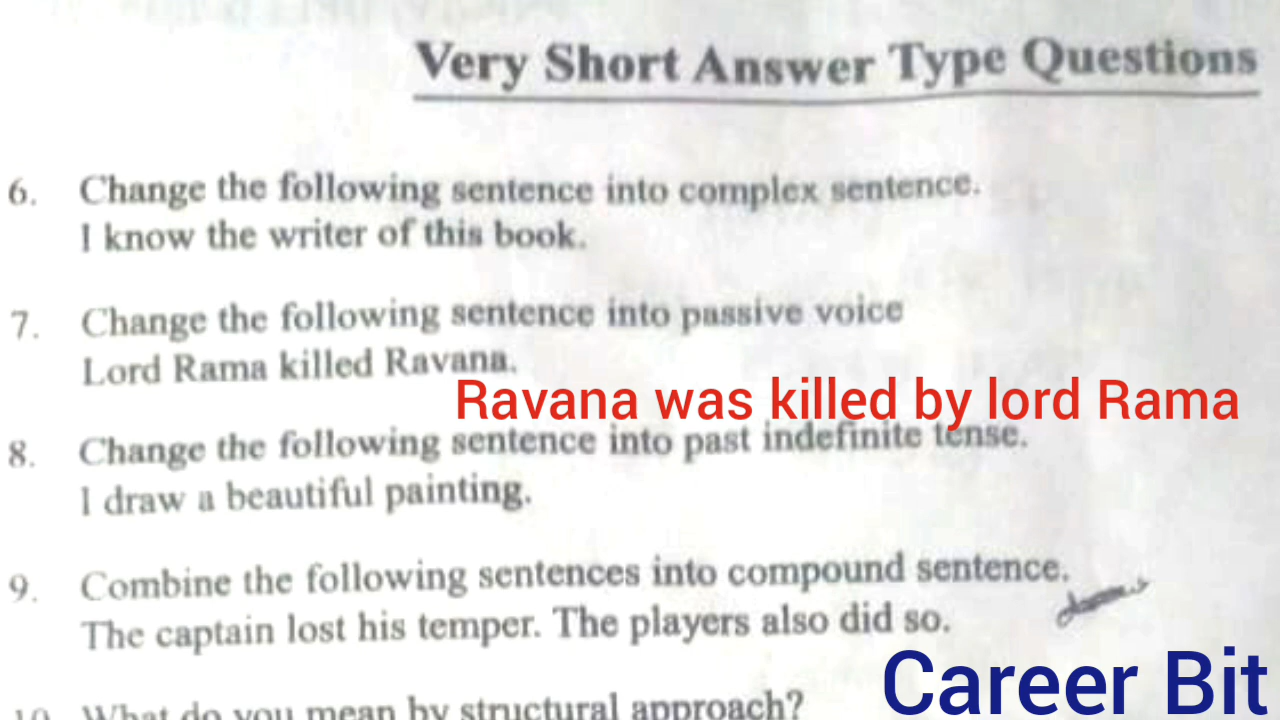 Very Short Answer Type Questions
6. Change the following sentence into complex sentence.
I know the writer of this book.
7. Change the following sentence into passive voice
Lord Rama killed Ravana.
Ravana was killed by lord Rama
8. Change the following sentence into past indefinite tense.
I draw a beautiful painting.
9. Combine the following sentences into compound sentence.
The captain lost his temper. The players also did so.
10. What do you mean by structural approach?
Career Bit